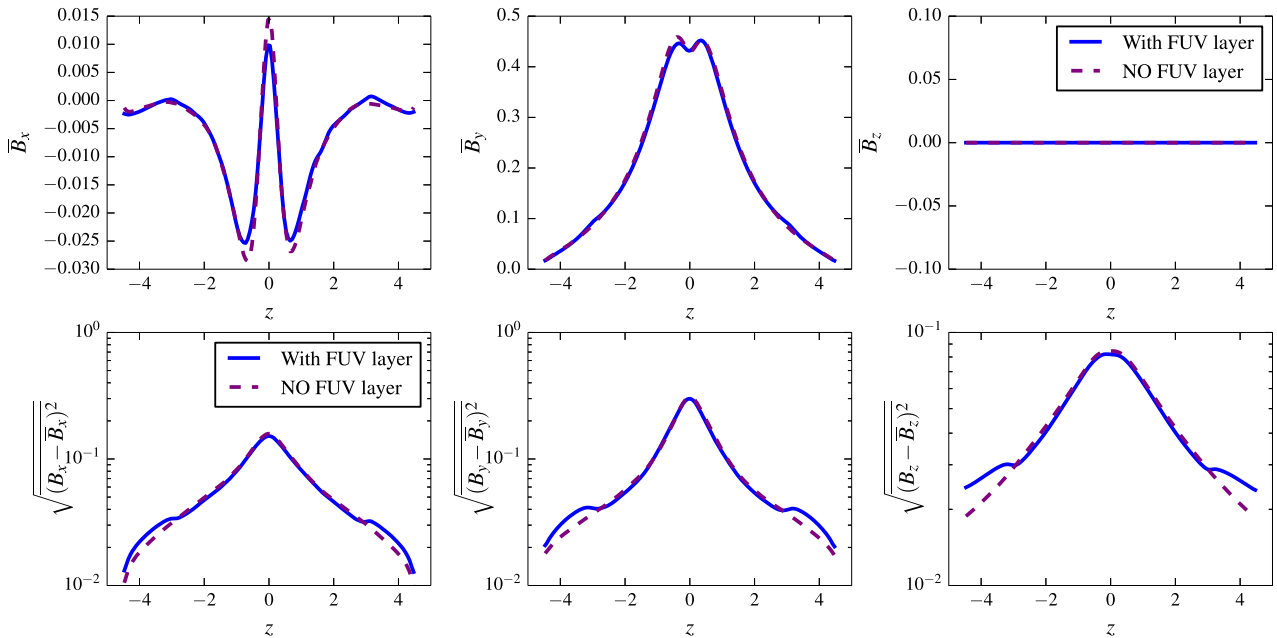 0.015
0.010
0.005
0.000
−0.005
−0.010
−0.015
−0.020
−0.025
−0.030
−4 −2 0 2 4
z
B̅x
0.5
0.4
0.3
0.2
0.1
0.0
−4 −2 0 2 4
z
B̅y
0.10
0.05
0.00
−0.05
−0.10
−4 −2 0 2 4
z
B̅z
With FUV layer
NO FUV layer
10⁰
10⁻¹
10⁻²
−4 −2 0 2 4
z
√(Bx − B̅x)²
With FUV layer
NO FUV layer
10⁰
10⁻¹
10⁻²
−4 −2 0 2 4
z
√(By − B̅y)²
10⁻¹
10⁻²
−4 −2 0 2 4
z
√(Bz − B̅z)²